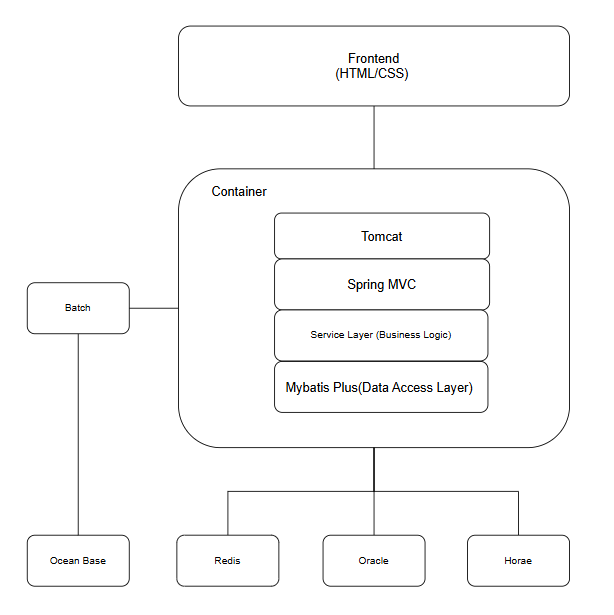 Frontend
(HTML/CSS)
Container
Tomcat
Spring MVC
Batch
Service Layer (Business Logic)
Mybatis Plus(Data Access Layer)
Ocean Base
Redis
Oracle
Horae